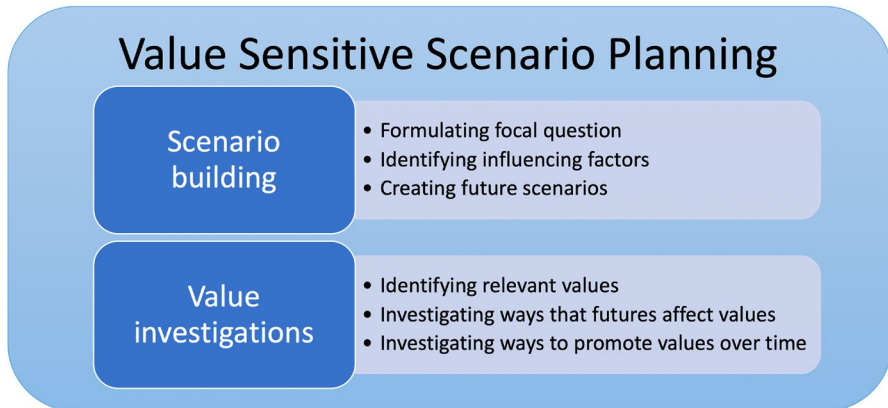 Value Sensitive Scenario Planning
Scenario
building
• Formulating focal question
• Identifying influencing factors
• Creating future scenarios
Value
investigations
• Identifying relevant values
• Investigating ways that futures affect values
• Investigating ways to promote values over time